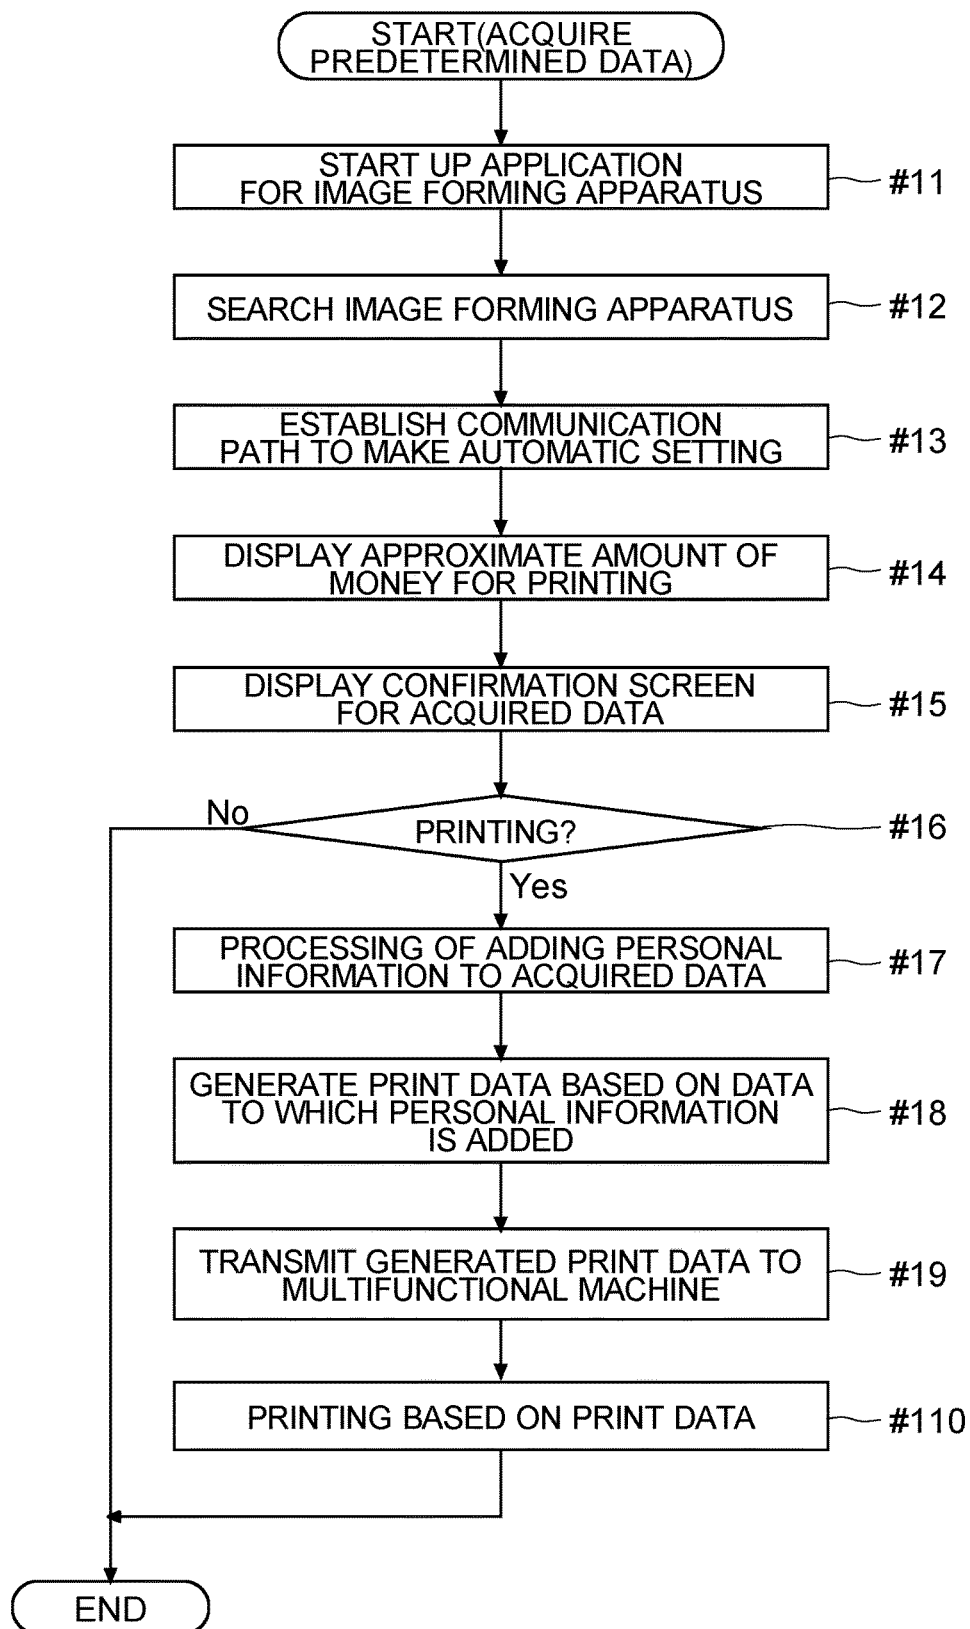 START(ACQUIRE
PREDETERMINED DATA)
START UP APPLICATION
FOR IMAGE FORMING APPARATUS
#11
SEARCH IMAGE FORMING APPARATUS
#12
ESTABLISH COMMUNICATION
PATH TO MAKE AUTOMATIC SETTING
#13
DISPLAY APPROXIMATE AMOUNT OF
MONEY FOR PRINTING
#14
DISPLAY CONFIRMATION SCREEN
FOR ACQUIRED DATA
#15
No
PRINTING?
#16
Yes
PROCESSING OF ADDING PERSONAL
INFORMATION TO ACQUIRED DATA
#17
GENERATE PRINT DATA BASED ON DATA
TO WHICH PERSONAL INFORMATION
IS ADDED
#18
TRANSMIT GENERATED PRINT DATA TO
MULTIFUNCTIONAL MACHINE
#19
PRINTING BASED ON PRINT DATA
#110
END